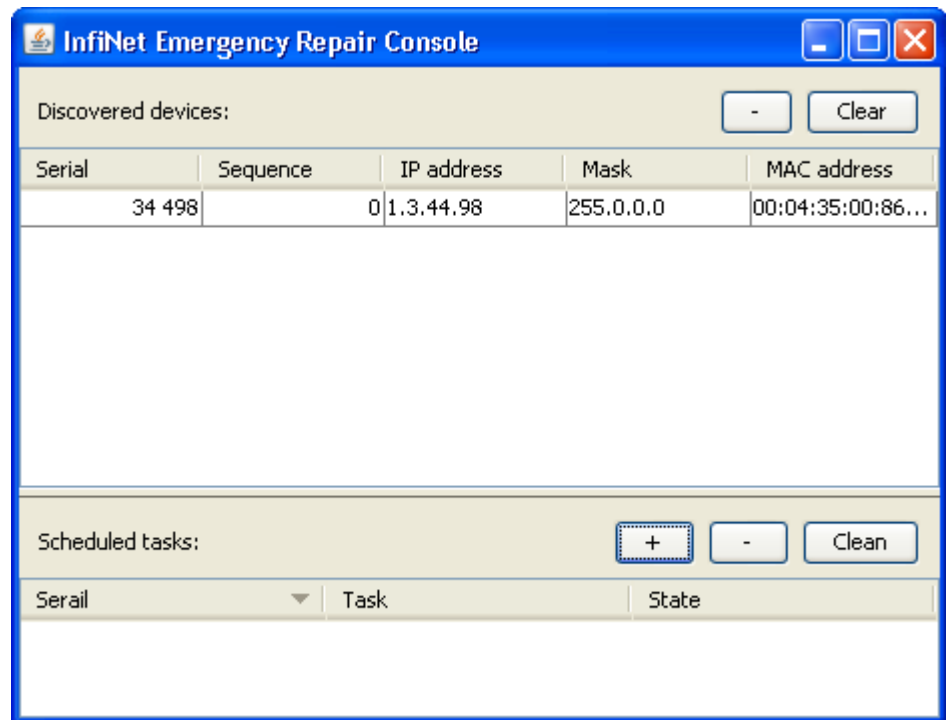 InfiNet Emergency Repair Console
Discovered devices: - Clear
Serial Sequence IP address Mask MAC address
34 498 0 1.3.44.98 255.0.0.0 00:04:35:00:86...
Scheduled tasks: + - Clean
Serail Task State